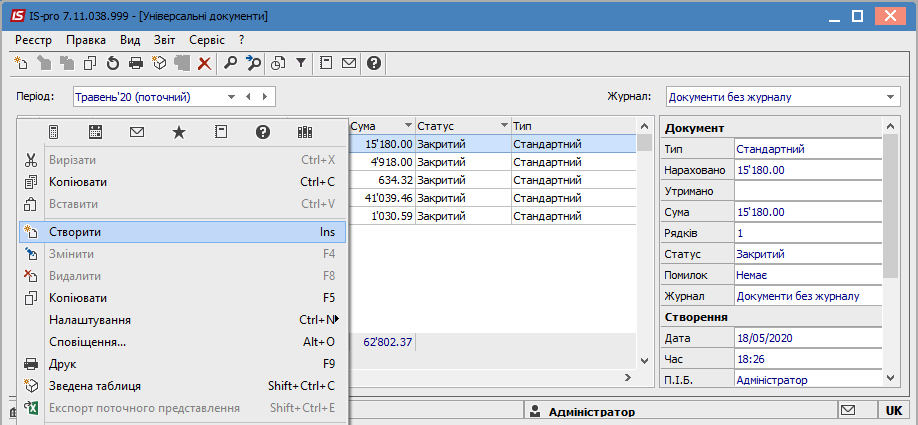 IS-pro 7.11.038.999 - [Універсальні документи]
Реєстр Правка Вид Звіт Сервіс ?
Період: Травень'20 (поточний) Журнал: Документи без журналу
Сума Статус Тип
15'180.00 Закритий Стандартний
4'918.00 Закритий Стандартний
634.32 Закритий Стандартний
41'039.46 Закритий Стандартний
1'030.59 Закритий Стандартний
62'802.37
Вирізати Ctrl+X
Копіювати Ctrl+C
Вставити Ctrl+V
Створити Ins
Змінити F4
Видалити F8
Копіювати F5
Налаштування Ctrl+N
Сповіщення... Alt+O
Друк F9
Зведена таблиця Shift+Ctrl+C
Експорт поточного представлення Shift+Ctrl+E
Документ
Тип Стандартний
Нараховано 15'180.00
Утримано
Сума 15'180.00
Рядків 1
Статус Закритий
Помилок Немає
Журнал Документи без журналу
Створення
Дата 18/05/2020
Час 18:26
П.І.Б. Адміністратор
Адміністратор UK